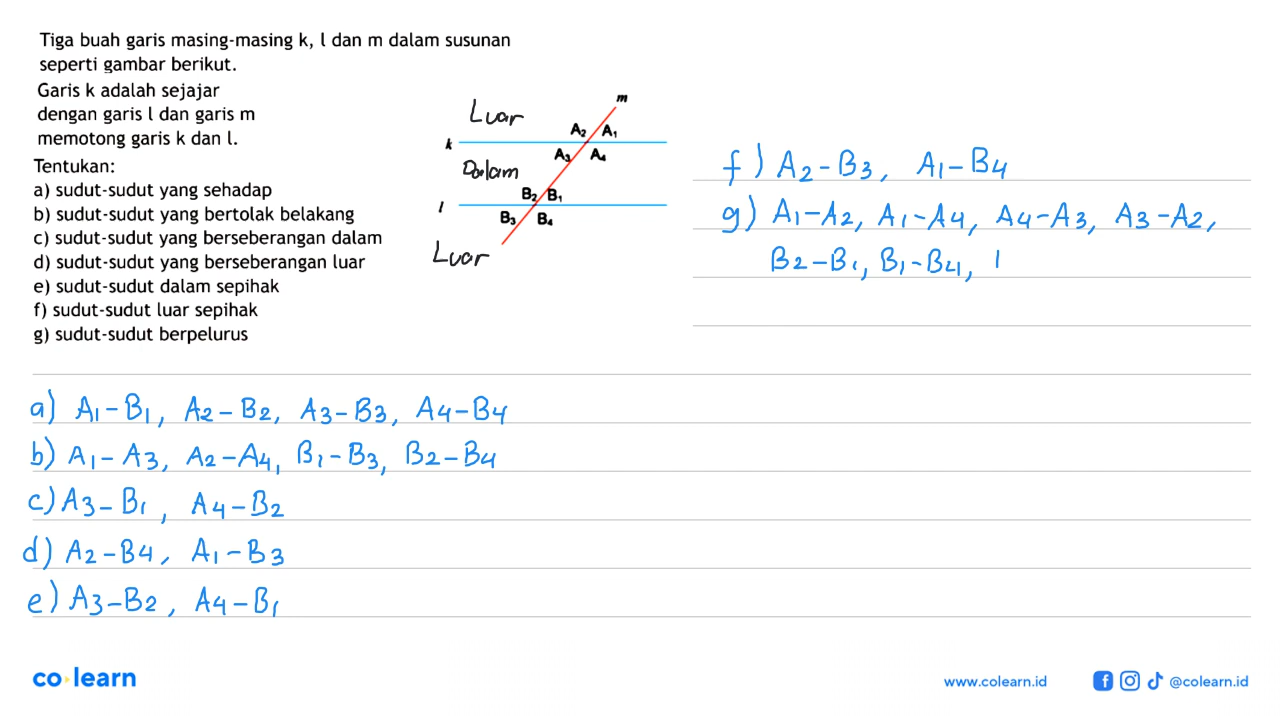 Tiga buah garis masing-masing k, l dan m dalam susunan
seperti gambar berikut.
Garis k adalah sejajar
dengan garis l dan garis m
memotong garis k dan l.
Tentukan:
a) sudut-sudut yang sehadap
b) sudut-sudut yang bertolak belakang
c) sudut-sudut yang berseberangan dalam
d) sudut-sudut yang berseberangan luar
e) sudut-sudut dalam sepihak
f) sudut-sudut luar sepihak
g) sudut-sudut berpelurus
m
Luar
A2 A1
k
A3 A4
Dalam
B2 B1
l
B3 B4
Luar
f) A2-B3, A1-B4
g) A1-A2, A1-A4, A4-A3, A3-A2,
B2-B1, B1-B4,
a) A1-B1, A2-B2, A3-B3, A4-B4
b) A1-A3, A2-A4, B1-B3, B2-B4
c) A3-B1, A4-B2
d) A2-B4, A1-B3
e) A3-B2, A4-B1
co learn
www.colearn.id
@colearn.id